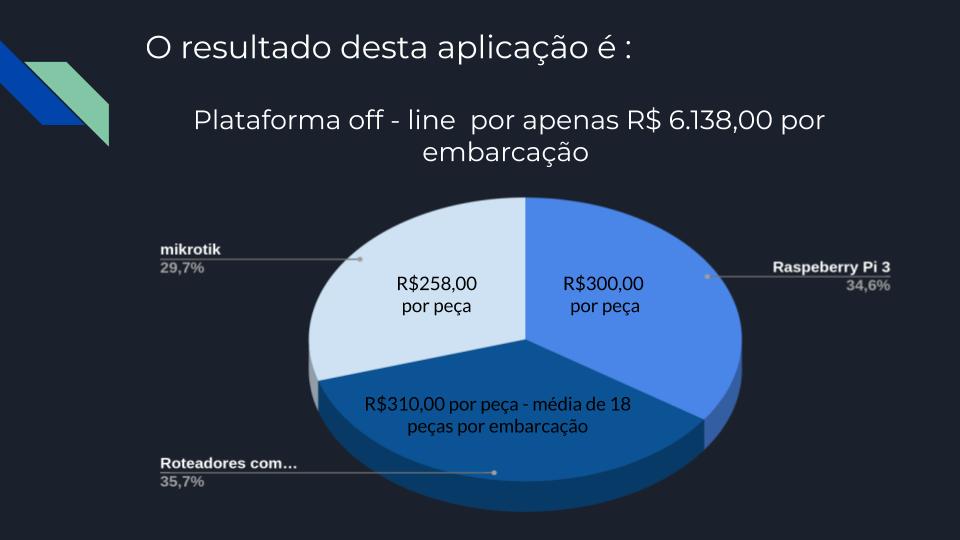 O resultado desta aplicação é :
Plataforma off - line  por apenas R$ 6.138,00 por
embarcação
mikrotik
29,7%
R$258,00
por peça
R$300,00
por peça
Raspeberry Pi 3
34,6%
R$310,00 por peça - média de 18
peças por embarcação
Roteadores com...
35,7%